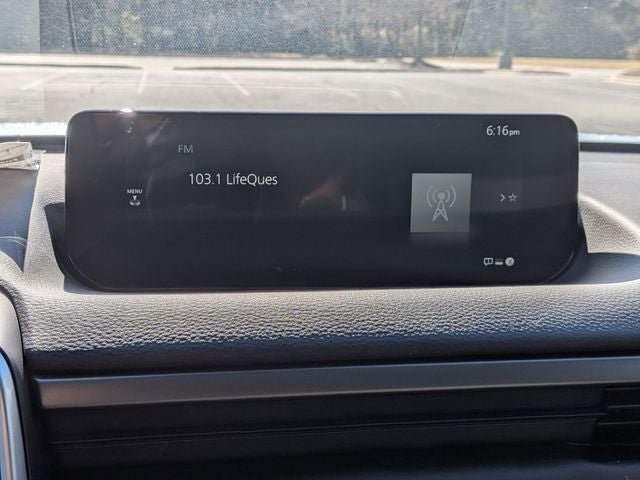 6:16pm
FM
103.1 LifeQues
MENU